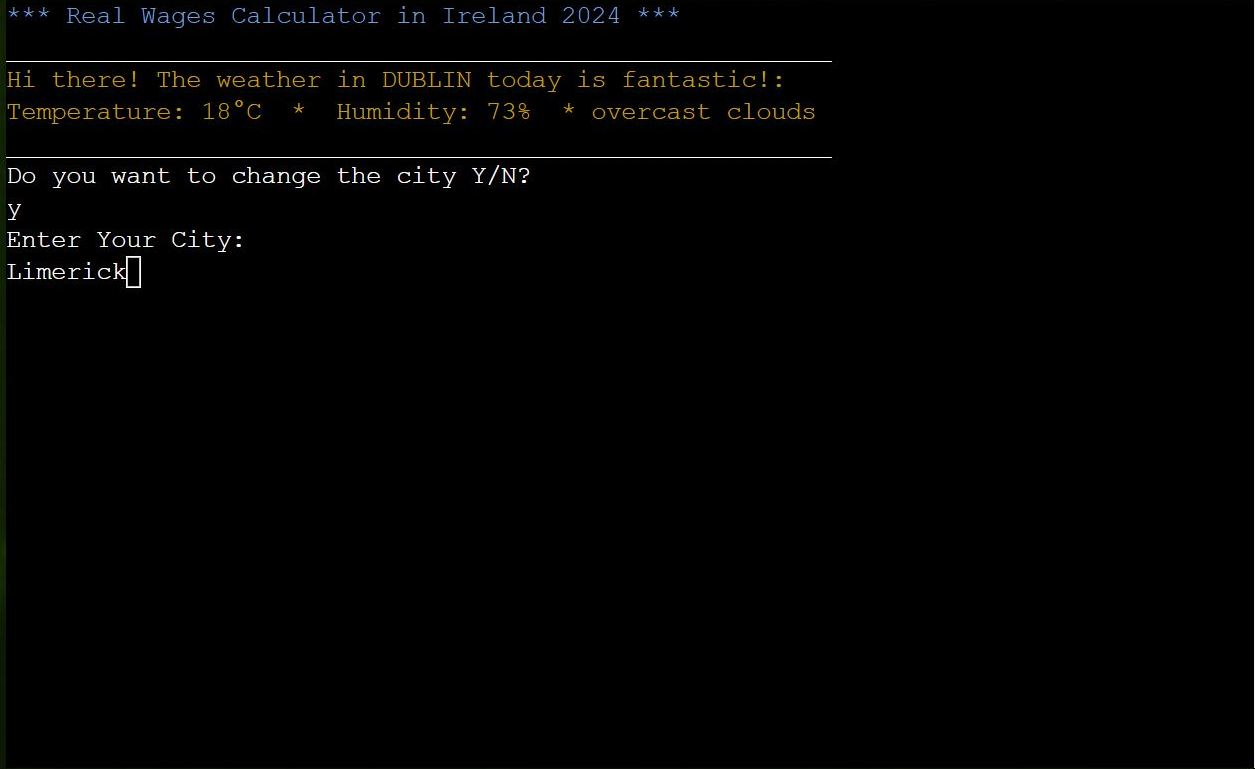 *** Real Wages Calculator in Ireland 2024 ***
Hi there! The weather in DUBLIN today is fantastic!:
Temperature: 18°C  *  Humidity: 73%  * overcast clouds
Do you want to change the city Y/N?
y
Enter Your City:
Limerick